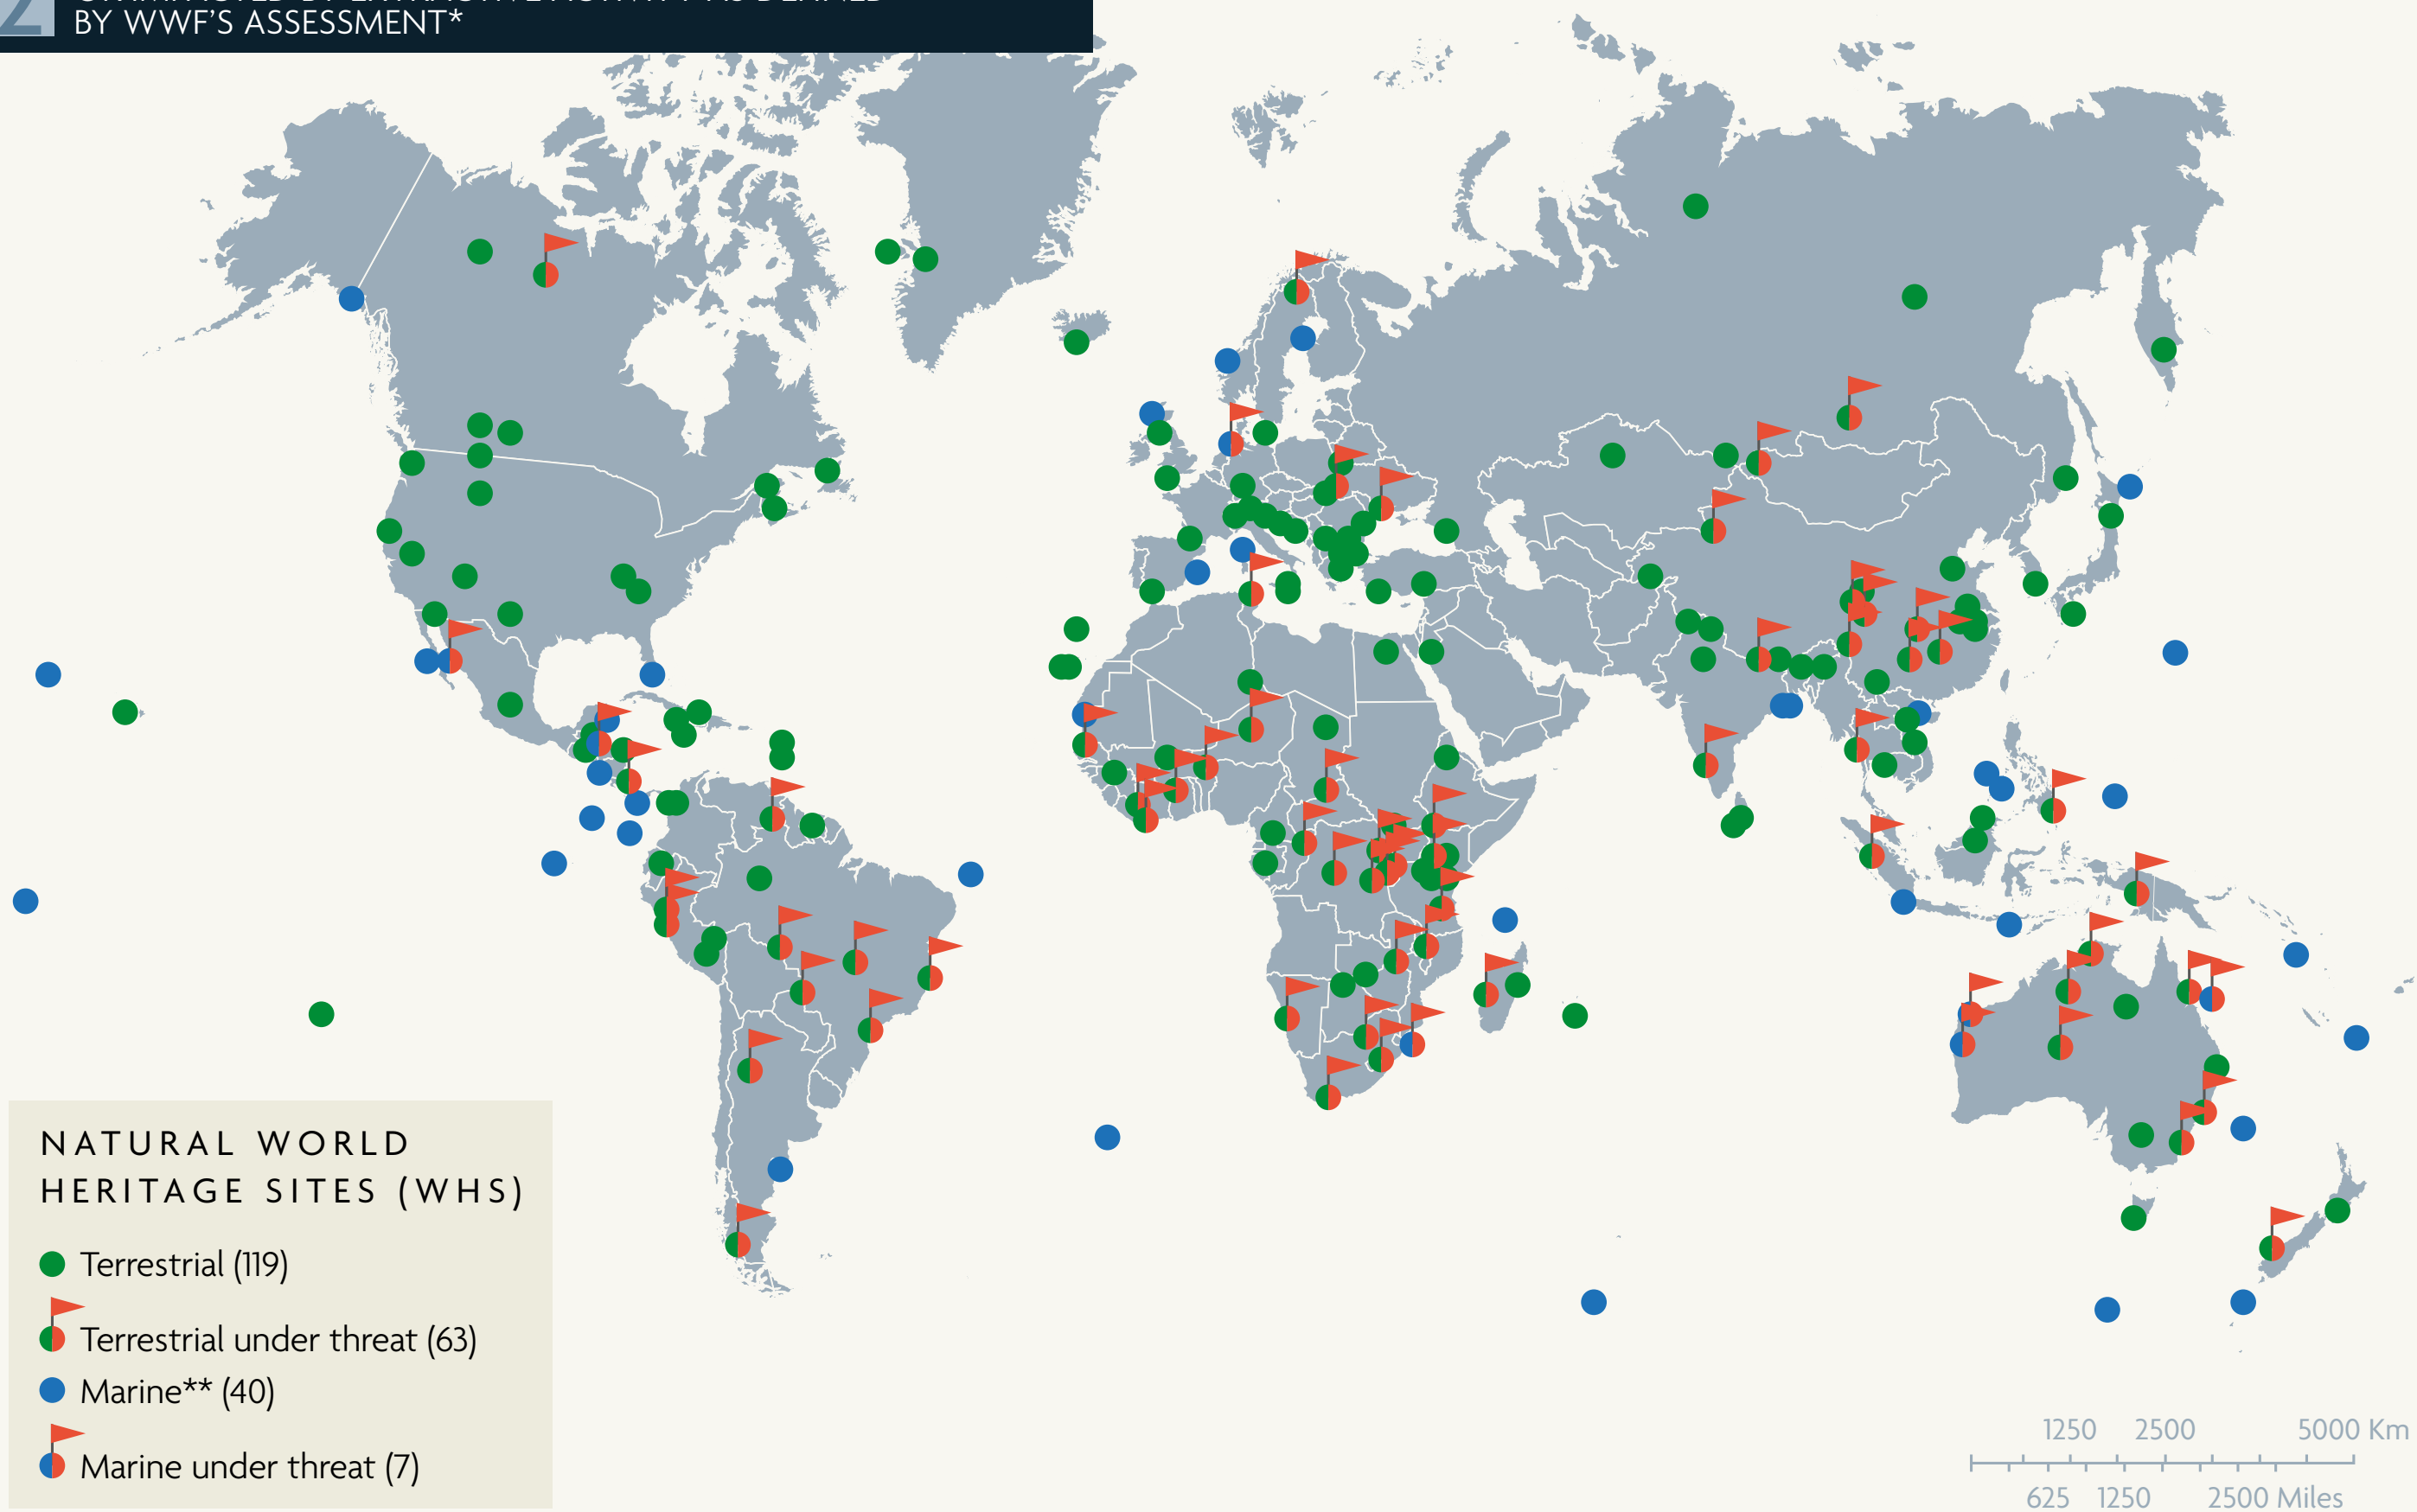 2
BY WWF'S ASSESSMENT*
NATURAL WORLD
HERITAGE SITES (WHS)
Terrestrial (119)
Terrestrial under threat (63)
Marine** (40)
Marine under threat (7)
1250 2500 5000 Km
625 1250 2500 Miles